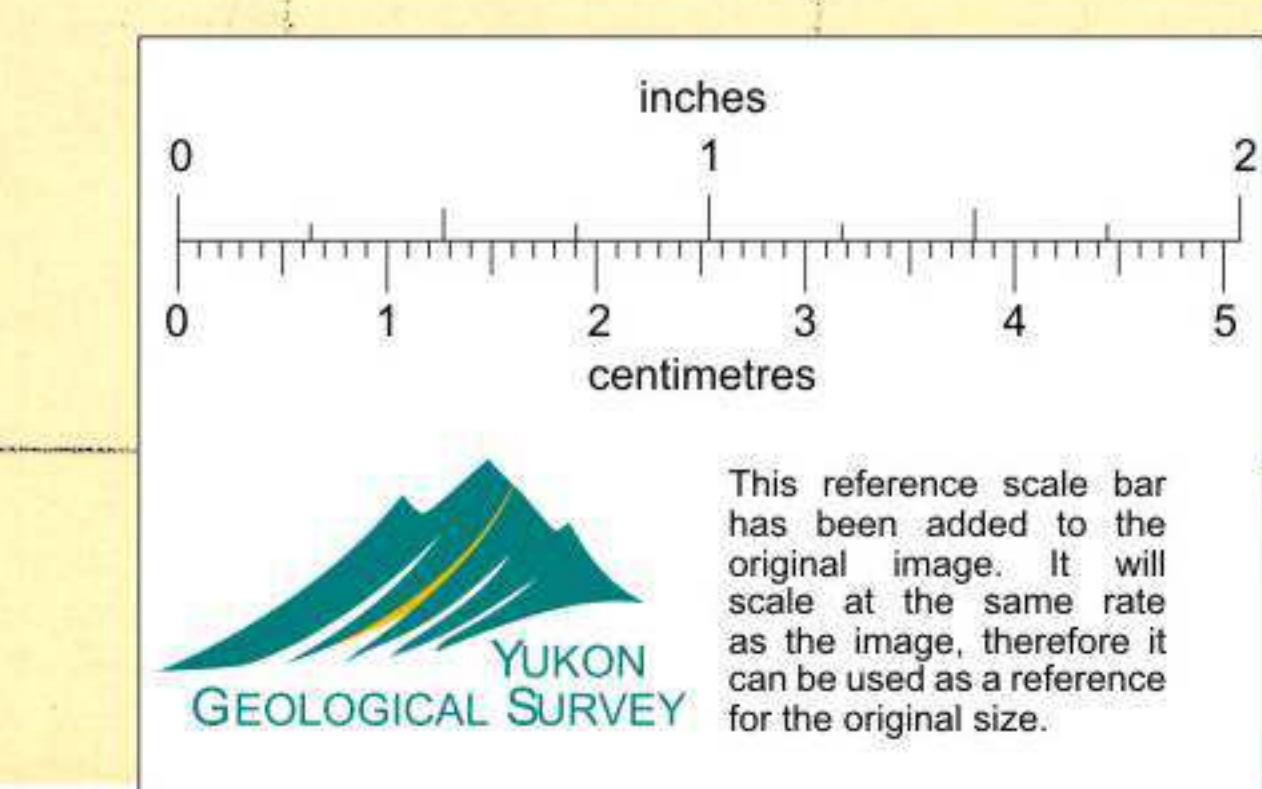 inches
0 1 2
0 1 2 3 4 5
centimetres
This reference scale bar
has been added to the
original image. It will
scale at the same rate
as the image, therefore it
can be used as a reference
for the original size.
YUKON
GEOLOGICAL SURVEY